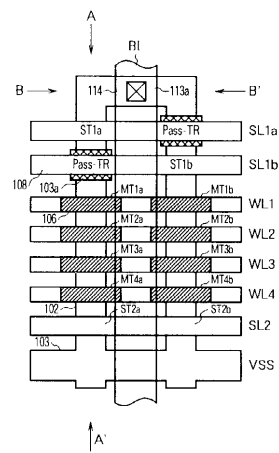 A
BL
114
113a
B
B'
ST1a
Pass-TR
SL1a
Pass-TR
ST1b
SL1b
108
103a
MT1a
MT1b
WL1
106
MT2a
MT2b
WL2
MT3a
MT3b
WL3
MT4a
MT4b
WL4
102
ST2a
ST2b
SL2
103
VSS
A'